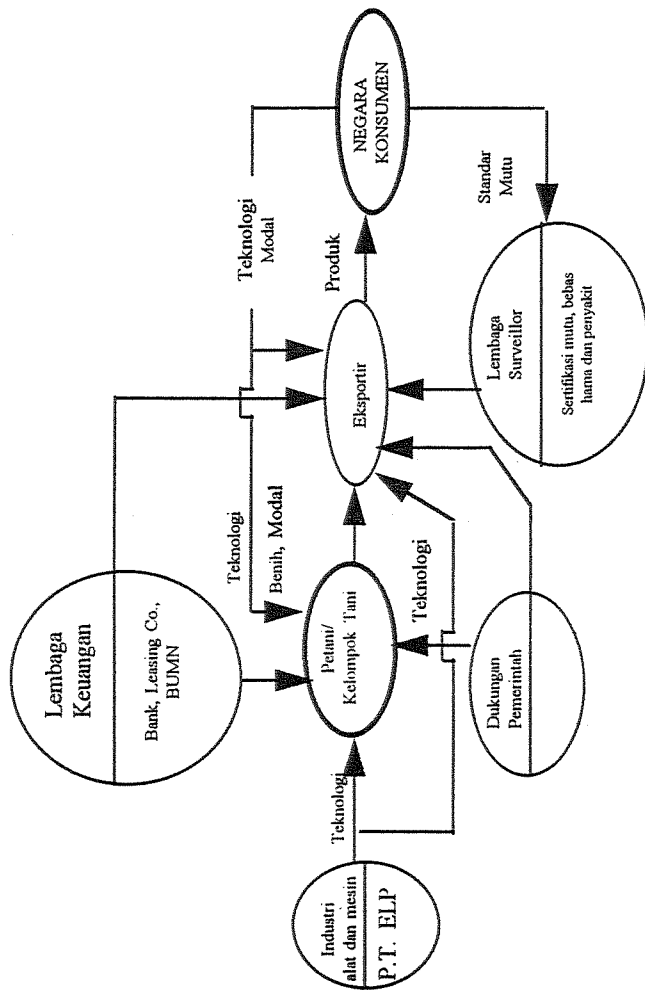 Lembaga
Keuangan
Bank, Leasing Co.,
BUMN
Teknologi
Modal
Teknologi
Benih, Modal
Industri
alat dan mesin
P.T. ELP
Teknologi
Petani/
Kelompok Tani
Eksportir
Produk
NEGARA
KONSUMEN
Teknologi
Dukungan
Pemerintah
Lembaga
Surveillor
Sertifikasi mutu, bebas
hama dan penyakit
Standar
Mutu